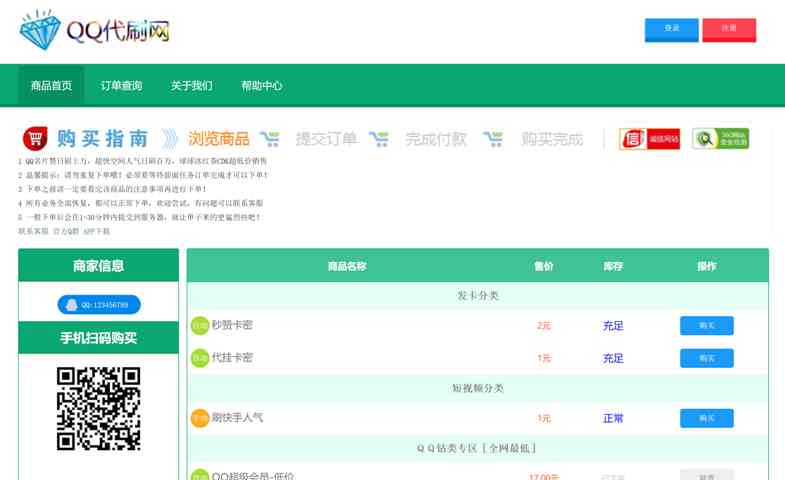 QQ代刷网
登录 注册
商品首页 订单查询 关于我们 帮助中心
购买指南 浏览商品 提交订单 完成付款 购买完成 信 诚信网站 360网站安全检测
1 QQ名片赞日刷上万，超快空间人气日刷百万，球球冰红茶CDK超低价销售
2 温馨提示：请勿重复下单哦！必须要等待前面任务订单完成才可以下单！
3 下单之前请一定要看完该商品的注意事项再进行下单！
4 所有业务全面恢复，都可以正常下单，欢迎尝试，有问题可以联系客服
5 一般下单后会在1-30分钟内提交到服务器，就让单子来的更猛烈些吧！
联系客服 官方Q群 APP下载
商家信息
QQ:123456789
手机扫码购买
商品名称 售价 库存 操作
发卡分类
自动 秒赞卡密 2元 充足 购买
自动 代挂卡密 1元 充足 购买
短视频分类
手动 刷快手人气 1元 正常 购买
ＱＱ钻类专区［全网最低］
QQ超级会员-低价 17.00元 已下架